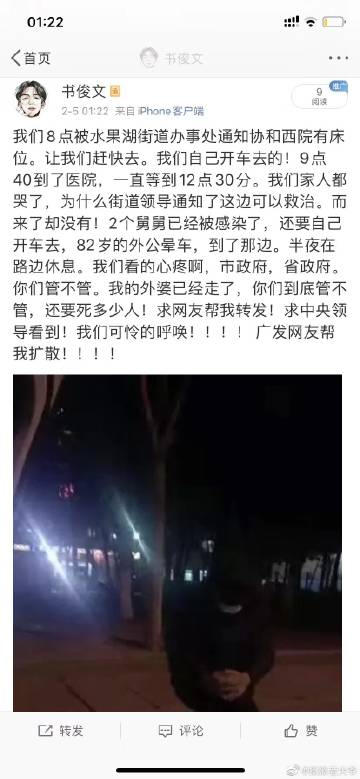 01:22
首页
书俊文
书俊文
2-5 01:22 来自 iPhone客户端
9
阅读
推广
我们8点被水果湖街道办事处通知协和西院有床
位。让我们赶快去。我们自己开车去的！9点
40到了医院，一直等到12点30分。我们家人都
哭了，为什么街道领导通知了这边可以救治。而
来了却没有！2个舅舅已经被感染了，还要自己
开车去，82岁的外公晕车，到了那边。半夜在
路边休息。我们看的心疼啊，市政府，省政府。
你们管不管。我的外婆已经走了，你们到底管不
管，还要死多少人！求网友帮我转发！求中央领
导看到！我们可怜的呼唤！！！！ 广发网友帮
我扩散！！！！
转发
评论
赞